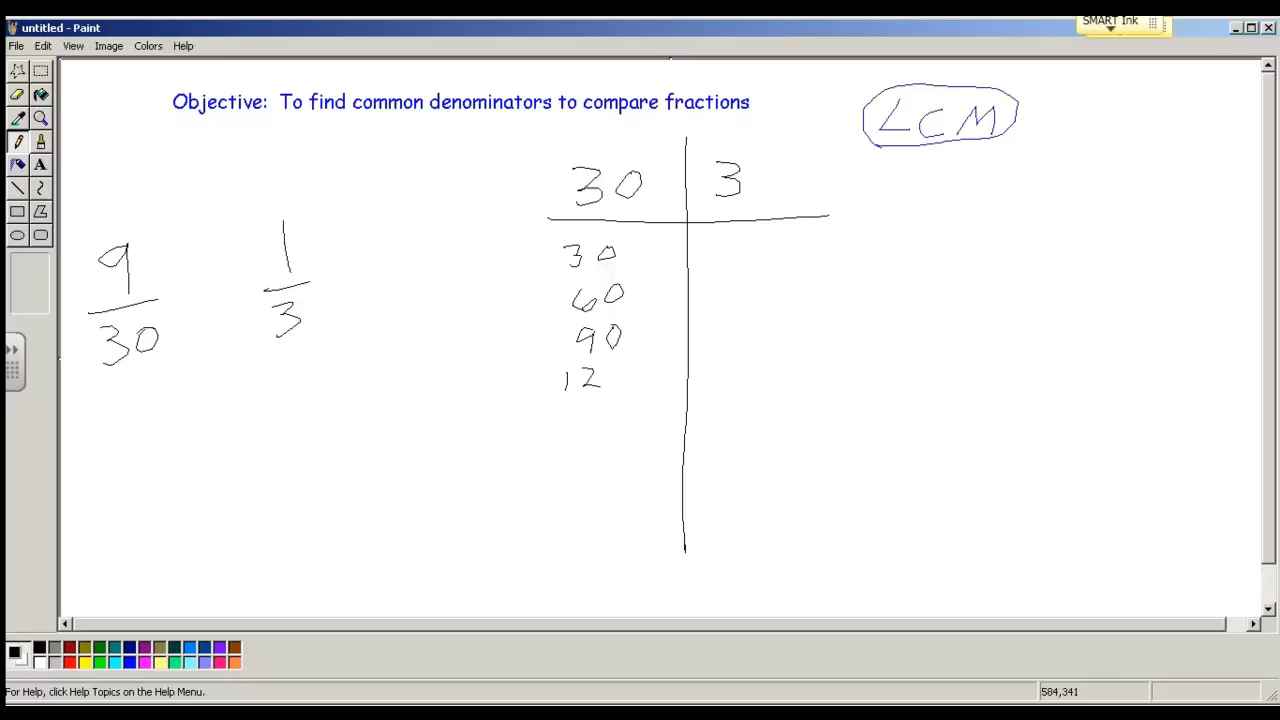 untitled - Paint
SMART Ink
File Edit View Image Colors Help
Objective: To find common denominators to compare fractions
LCM
30 3
9
30
1
3
30
60
90
12
For Help, click Help Topics on the Help Menu.
584,341